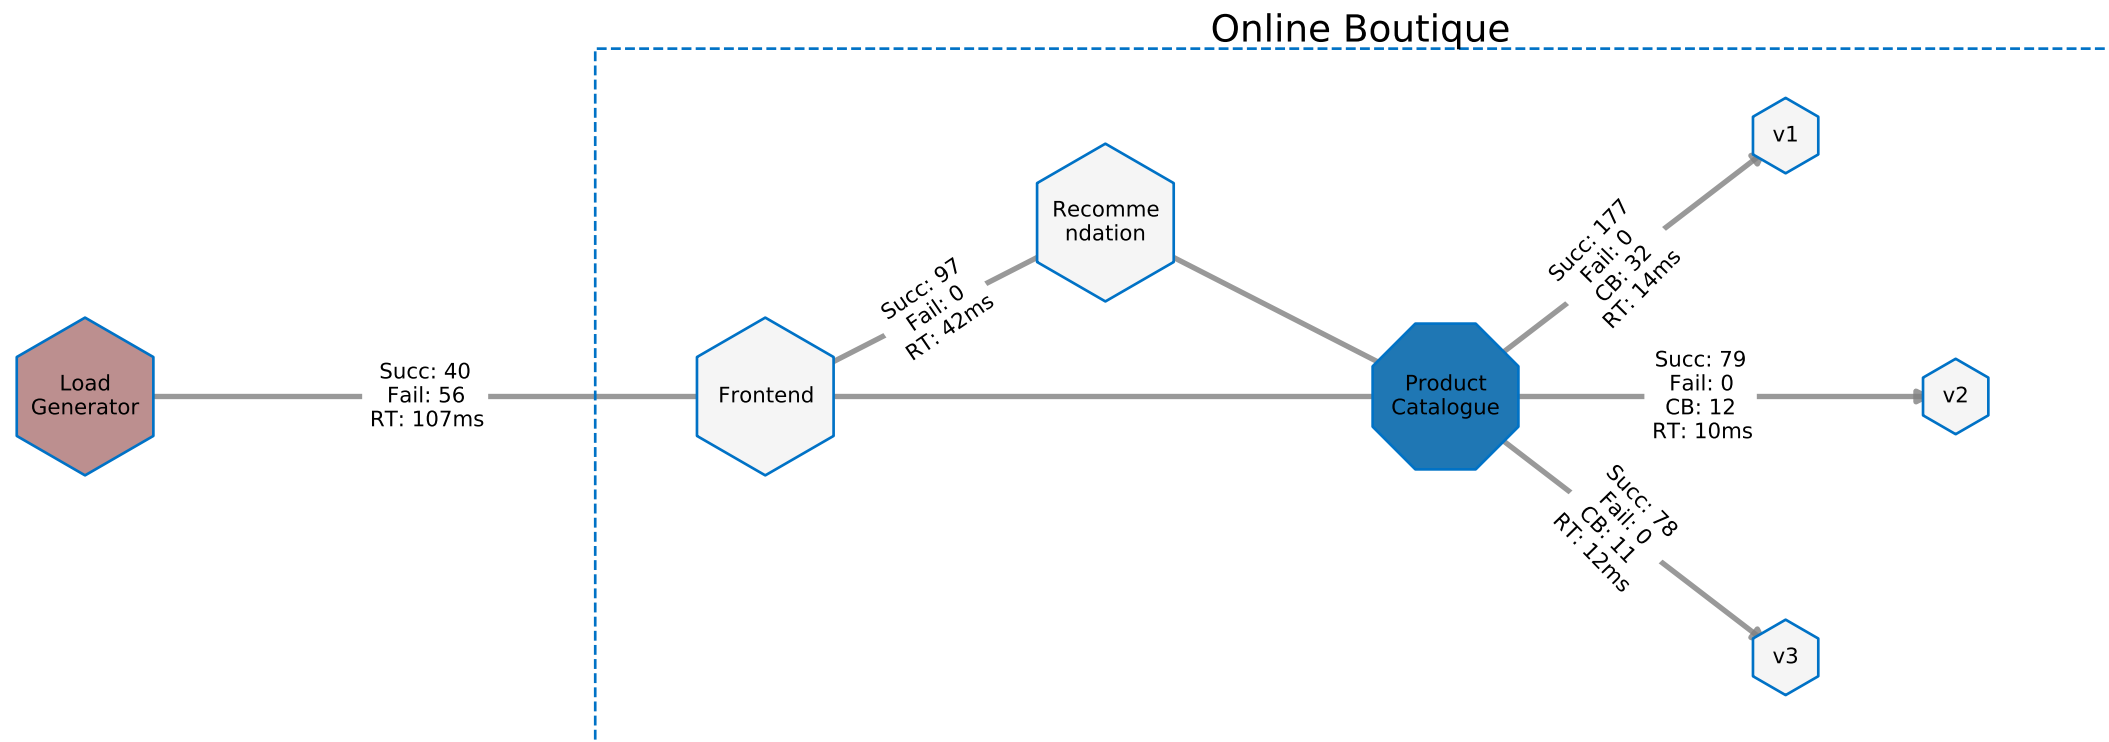 Online Boutique
Load
Generator
Succ: 40
Fail: 56
RT: 107ms
Frontend
Succ: 97
Fail: 0
RT: 42ms
Recomme
ndation
Product
Catalogue
Succ: 177
Fail: 0
CB: 32
RT: 14ms
v1
Succ: 79
Fail: 0
CB: 12
RT: 10ms
v2
Succ: 78
Fail: 0
CB: 11
RT: 12ms
v3